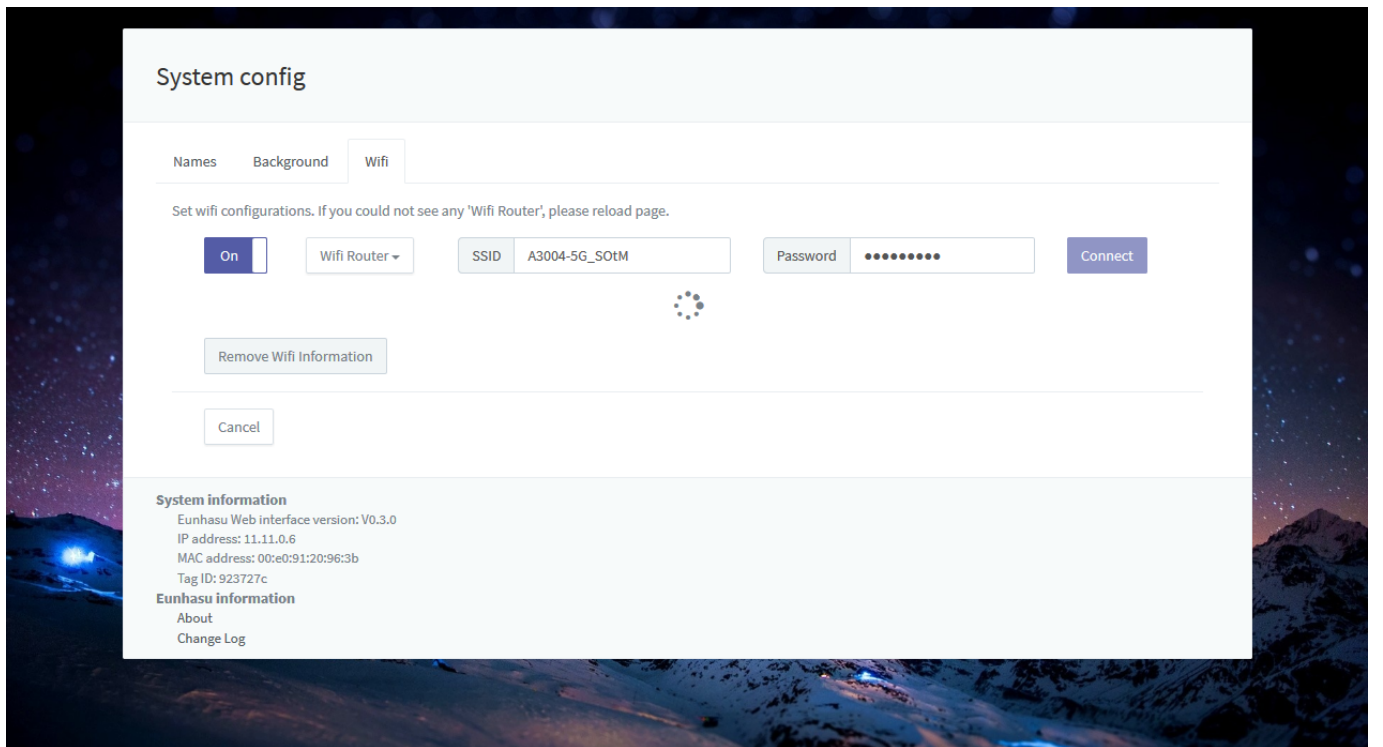 System config
Names Background Wifi
Set wifi configurations. If you could not see any 'Wifi Router', please reload page.
On Wifi Router SSID A3004-5G_SOtM Password ●●●●●●●●● Connect
Remove Wifi Information
Cancel
System information
Eunhasu Web interface version: V0.3.0
IP address: 11.11.0.6
MAC address: 00:e0:91:20:96:3b
Tag ID: 923727c
Eunhasu information
About
Change Log